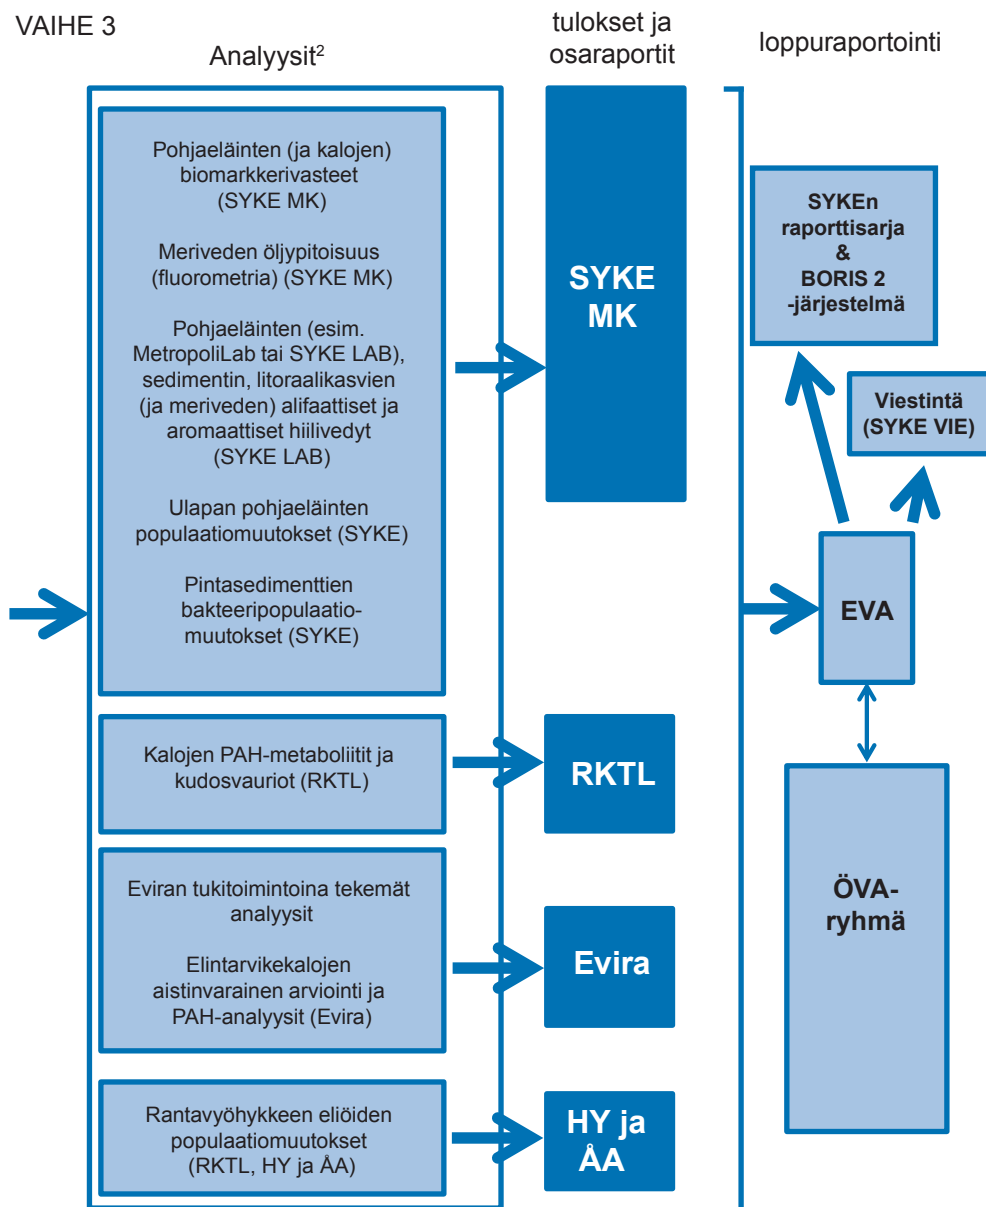 VAIHE 3
Analyysit²
tulokset ja
osaraportit
loppuraportointi
Pohjaeläinten (ja kalojen)
biomarkkerivasteet
(SYKE MK)
Meriveden öljypitoisuus
(fluorometria) (SYKE MK)
Pohjaeläinten (esim.
MetropoliLab tai SYKE LAB),
sedimentin, litoraalikasvien
(ja meriveden) alifaattiset ja
aromaattiset hiilivedyt
(SYKE LAB)
Ulapan pohjaeläinten
populaatiomuutokset (SYKE)
Pintasedimenttien
bakteeripopulaatio-
muutokset (SYKE)
SYKE
MK
Kalojen PAH-metaboliitit ja
kudosvauriot (RKTL)
RKTL
Eviran tukitoimintoina tekemät
analyysit
Elintarvikekalojen
aistinvarainen arviointi ja
PAH-analyysit (Evira)
Evira
Rantavyöhykkeen eliöiden
populaatiomuutokset
(RKTL, HY ja ÅA)
HY ja
ÅA
SYKEn
raporttisarja
&
BORIS 2
-järjestelmä
Viestintä
(SYKE VIE)
EVA
ÖVA-
ryhmä